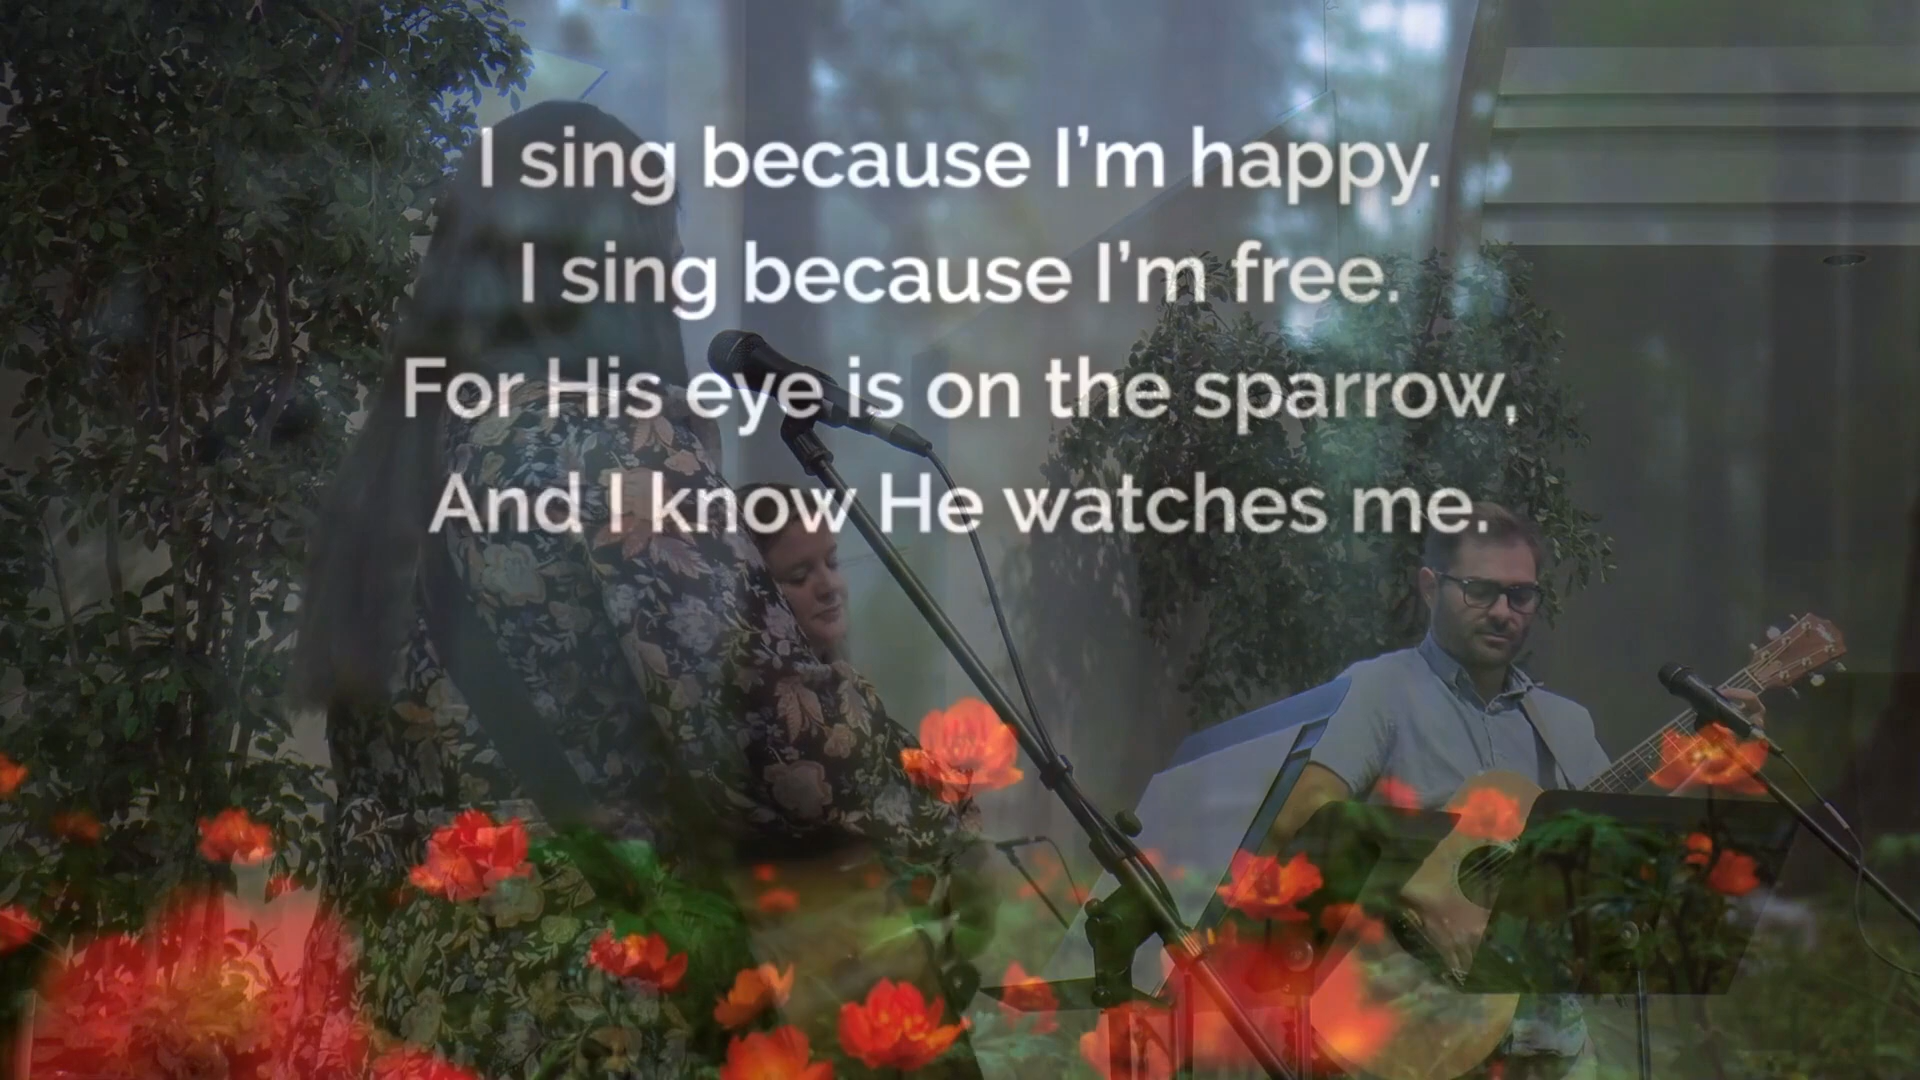 I sing because I’m happy.
I sing because I’m free.
For His eye is on the sparrow,
And I know He watches me.